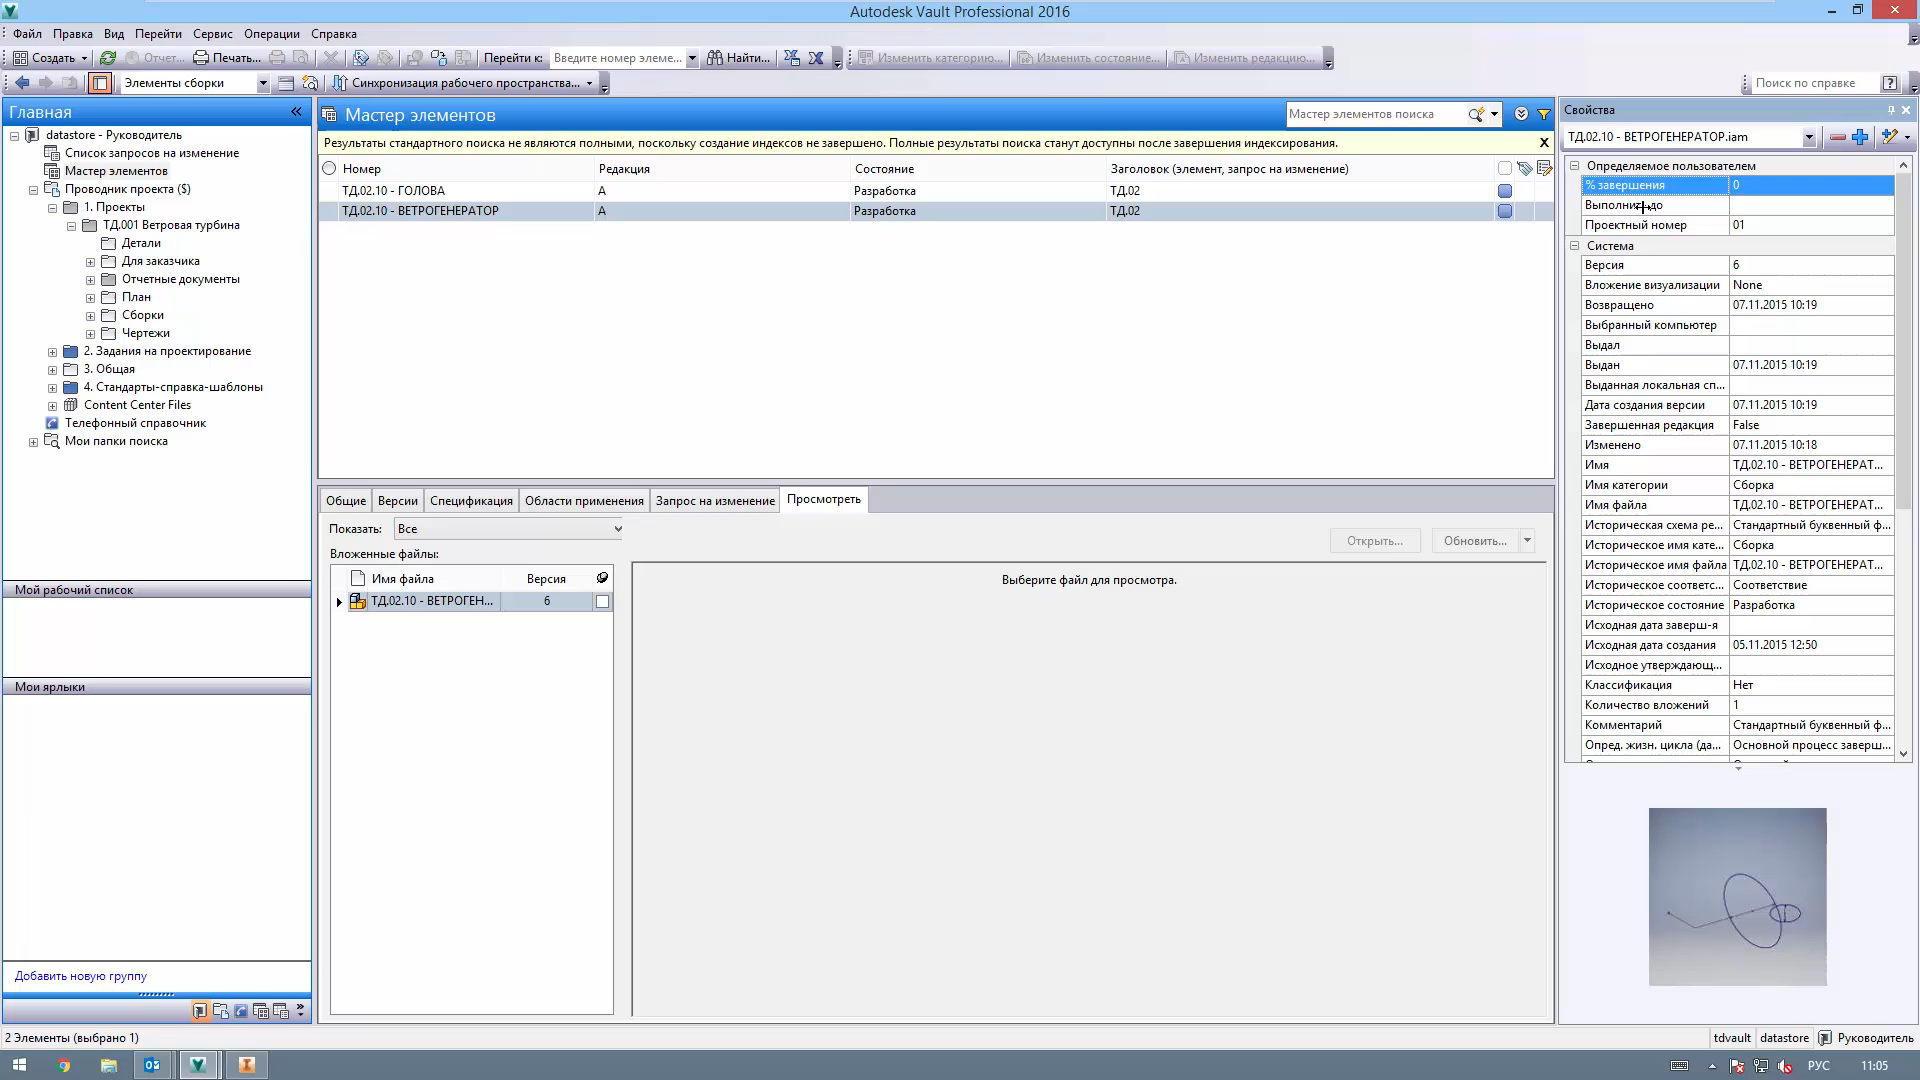 Autodesk Vault Professional 2016
Файл Правка Вид Перейти Сервис Операции Справка
Создать Отчет... Печать... Перейти к: Введите номер элеме... Найти... Изменить категорию... Изменить состояние... Изменить редакцию...
Элементы сборки Синхронизация рабочего пространства... Поиск по справке
Главная
datastore - Руководитель
Список запросов на изменение
Мастер элементов
Проводник проекта ($)
1. Проекты
ТД.001 Ветровая турбина
Детали
Для заказчика
Отчетные документы
План
Сборки
Чертежи
2. Задания на проектирование
3. Общая
4. Стандарты-справка-шаблоны
Content Center Files
Телефонный справочник
Мои папки поиска
Мой рабочий список
Мои ярлыки
Добавить новую группу
Мастер элементов Мастер элементов поиска
Результаты стандартного поиска не являются полными, поскольку создание индексов не завершено. Полные результаты поиска станут доступны после завершения индексирования. X
Номер Редакция Состояние Заголовок (элемент, запрос на изменение)
ТД.02.10 - ГОЛОВА A Разработка ТД.02
ТД.02.10 - ВЕТРОГЕНЕРАТОР A Разработка ТД.02
Общие Версии Спецификация Области применения Запрос на изменение Просмотреть
Показать: Все
Открыть... Обновить...
Вложенные файлы:
Имя файла Версия
ТД.02.10 - ВЕТРОГЕН... 6
Выберите файл для просмотра.
Свойства
ТД.02.10 - ВЕТРОГЕНЕРАТОР.iam
Определяемое пользователем
% завершения 0
Проектный номер 01
Система
Версия 6
Вложение визуализации None
Возвращено 07.11.2015 10:19
Выбранный компьютер
Выдал
Выдан 07.11.2015 10:19
Выданная локальная сп...
Дата создания версии 07.11.2015 10:19
Завершенная редакция False
Изменено 07.11.2015 10:18
Имя ТД.02.10 - ВЕТРОГЕНЕРАТ...
Имя категории Сборка
Имя файла ТД.02.10 - ВЕТРОГЕНЕРАТ...
Историческая схема ре... Стандартный буквенный ф...
Историческое имя кате... Сборка
Историческое имя файла ТД.02.10 - ВЕТРОГЕНЕРАТ...
Историческое соответс... Соответствие
Историческое состояние Разработка
Исходная дата заверш-я
Исходная дата создания 05.11.2015 12:50
Исходное утверждающ...
Классификация Нет
Количество вложений 1
Комментарий Стандартный буквенный ф...
Опред. жизн. цикла (да... Основной процесс заверш...
2 Элементы (выбрано 1) tdvault datastore Руководитель
РУС 11:05